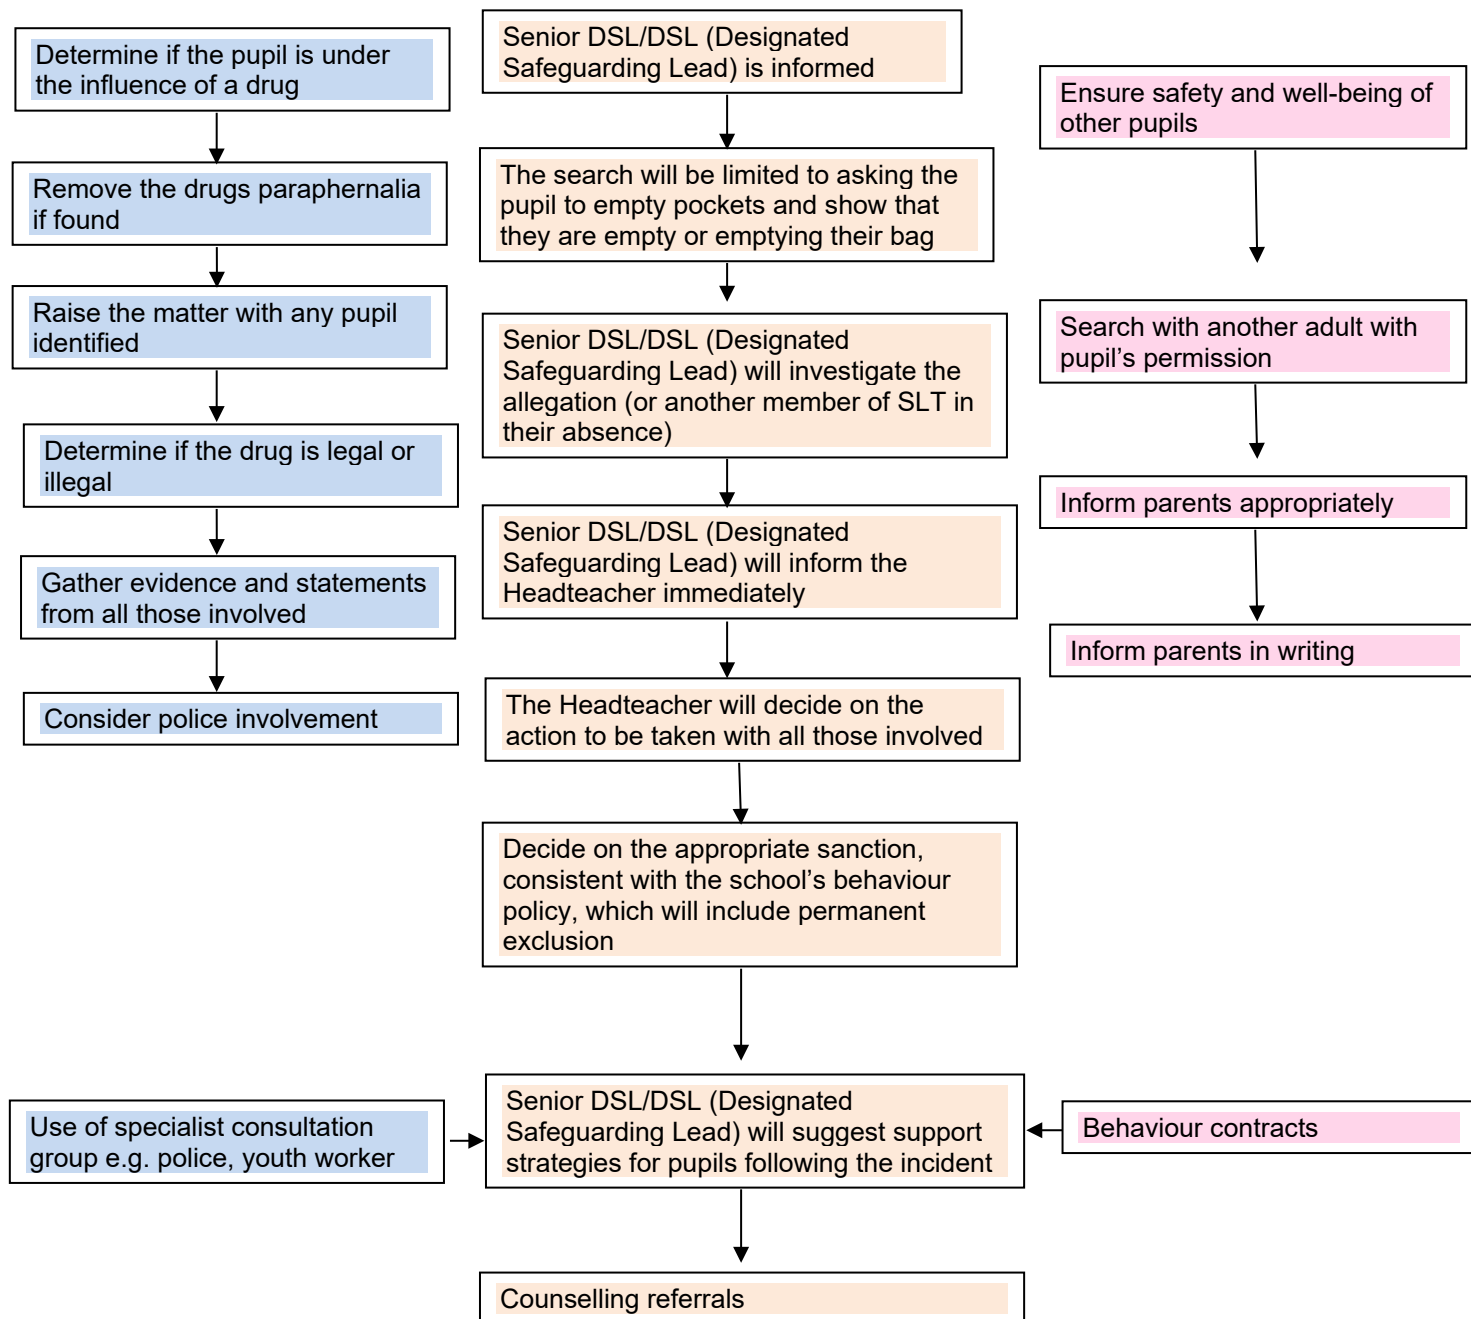 Determine if the pupil is under
the influence of a drug
Remove the drugs paraphernalia
if found
Raise the matter with any pupil
identified
Determine if the drug is legal or
illegal
Gather evidence and statements
from all those involved
Consider police involvement
Senior DSL/DSL (Designated
Safeguarding Lead) is informed
The search will be limited to asking the
pupil to empty pockets and show that
they are empty or emptying their bag
Senior DSL/DSL (Designated
Safeguarding Lead) will investigate the
allegation (or another member of SLT in
their absence)
Senior DSL/DSL (Designated
Safeguarding Lead) will inform the
Headteacher immediately
The Headteacher will decide on the
action to be taken with all those involved
Decide on the appropriate sanction,
consistent with the school’s behaviour
policy, which will include permanent
exclusion
Ensure safety and well-being of
other pupils
Search with another adult with
pupil’s permission
Inform parents appropriately
Inform parents in writing
Use of specialist consultation
group e.g. police, youth worker
Senior DSL/DSL (Designated
Safeguarding Lead) will suggest support
strategies for pupils following the incident
Behaviour contracts
Counselling referrals